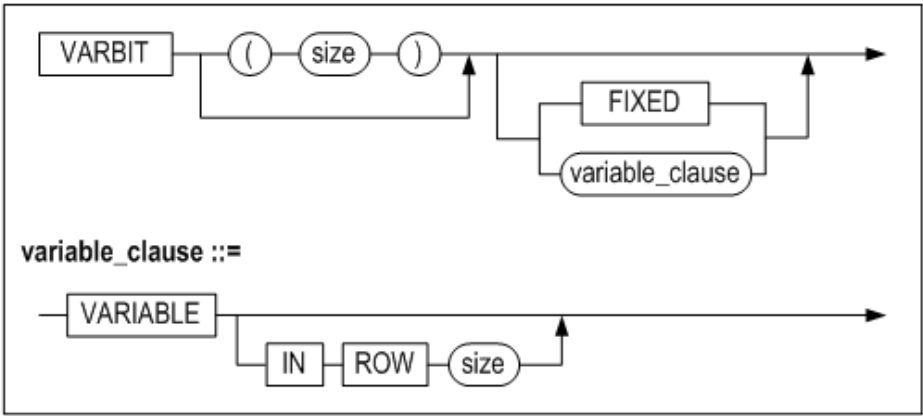 VARBIT ( size )
FIXED
variable_clause
variable_clause ::=
VARIABLE
IN ROW size